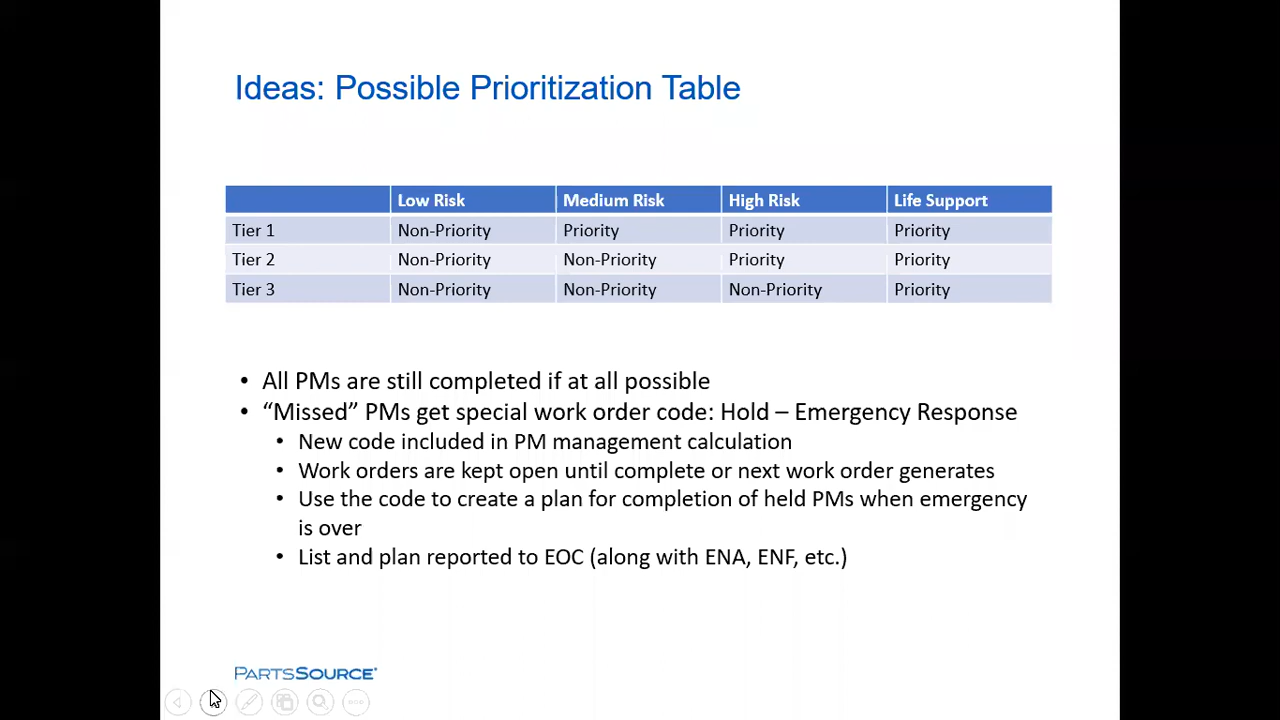 Ideas: Possible Prioritization Table
Low Risk Medium Risk High Risk Life Support
Tier 1 Non-Priority Priority Priority Priority
Tier 2 Non-Priority Non-Priority Priority Priority
Tier 3 Non-Priority Non-Priority Non-Priority Priority
• All PMs are still completed if at all possible
• “Missed” PMs get special work order code: Hold – Emergency Response
• New code included in PM management calculation
• Work orders are kept open until complete or next work order generates
• Use the code to create a plan for completion of held PMs when emergency
is over
• List and plan reported to EOC (along with ENA, ENF, etc.)
PARTSSOURCE